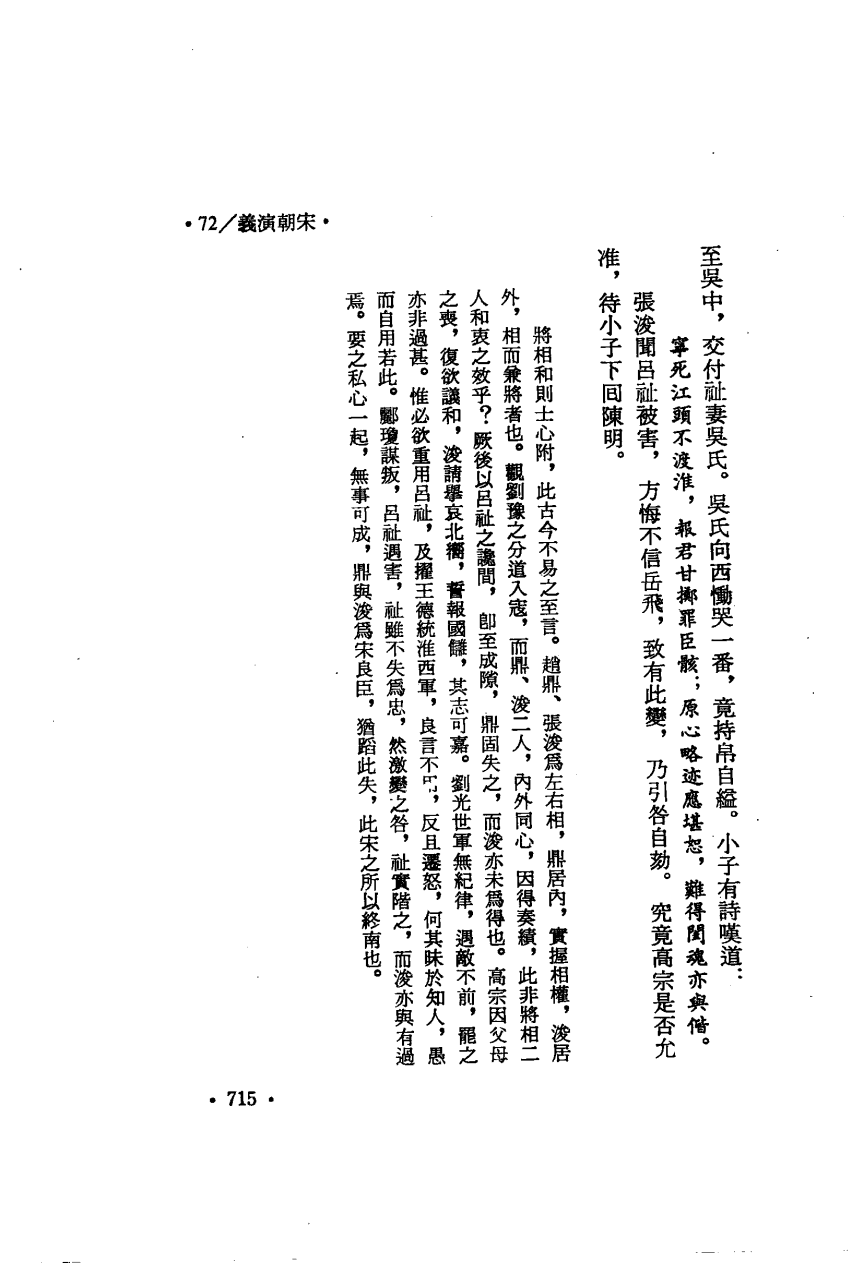 •72／義演朝宋•
至吳中，交付祉妻吳氏。吳氏向西慟哭一番，竟持帛自縊。小子有詩嘆道：
寧死江頭不渡淮，報君甘擲罪臣骸；原心略迹應堪恕，難得閨魂亦與偕。
張浚聞呂祉被害，方悔不信岳飛，致有此變，乃引咎自劾。究竟高宗是否允
准，待小子下回陳明。
將相和則士心附，此古今不易之至言。趙鼎、張浚爲左右相，鼎居內，實握相權，浚居
外，相而兼將者也。觀劉豫之分道入寇，而鼎、浚二人，內外同心，因得奏績，此非將相二
人和衷之效乎？厥後以呂祉之讒間，卽至成隙，鼎固失之，而浚亦未爲得也。高宗因父母
之喪，復欲議和，浚請擧哀北嚮，誓報國讎，其志可嘉。劉光世軍無紀律，遇敵不前，罷之
亦非過甚。惟必欲重用呂祉，及擢王德統淮西軍，良言不，反且遷怒，何其昧於知人，愚
而自用若此。酈瓊謀叛，呂祉遇害，祉雖不失爲忠，然激變之咎，祉實階之，而浚亦與有過
焉。要之私心一起，無事可成，鼎與浚爲宋良臣，猶蹈此失，此宋之所以終南也。
•715•